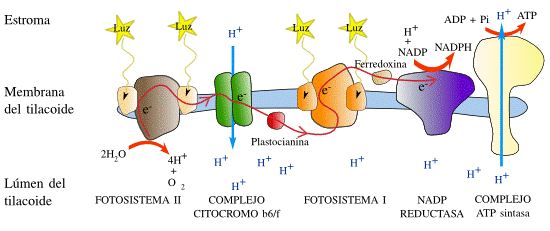 Estroma
Luz
Luz
Luz
Luz
H+
H+
+
NADP
NADPH
ADP + Pi
H+
ATP
Ferredoxina
Membrana
del tilacoide
e-
e-
e-
e-
Plastocianina
2H2O
4H+
+
O2
H+
H+
H+
H+
H+
H+
H+
H+
H+
H+
H+
Lúmen del
tilacoide
FOTOSISTEMA II
COMPLEJO
CITOCROMO b6/f
FOTOSISTEMA I
NADP
REDUCTASA
COMPLEJO
ATP sintasa